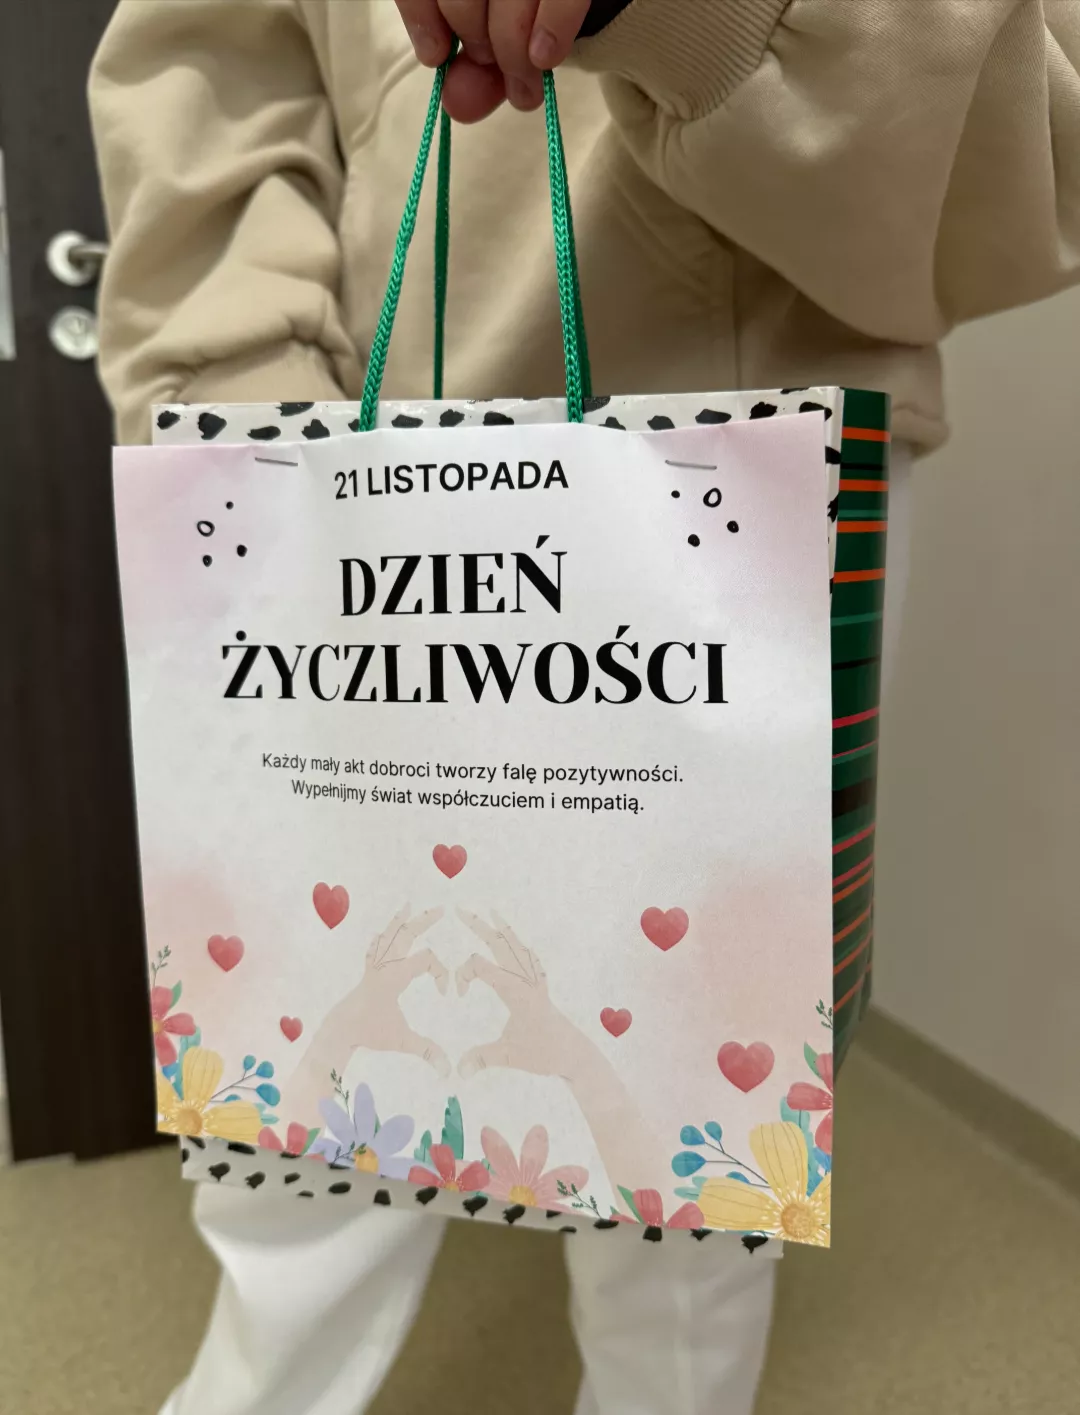 21 LISTOPADA
DZIEŃ
ŻYCZLIWOŚCI
Każdy mały akt dobroci tworzy falę pozytywności.
Wypełnijmy świat współczuciem i empatią.